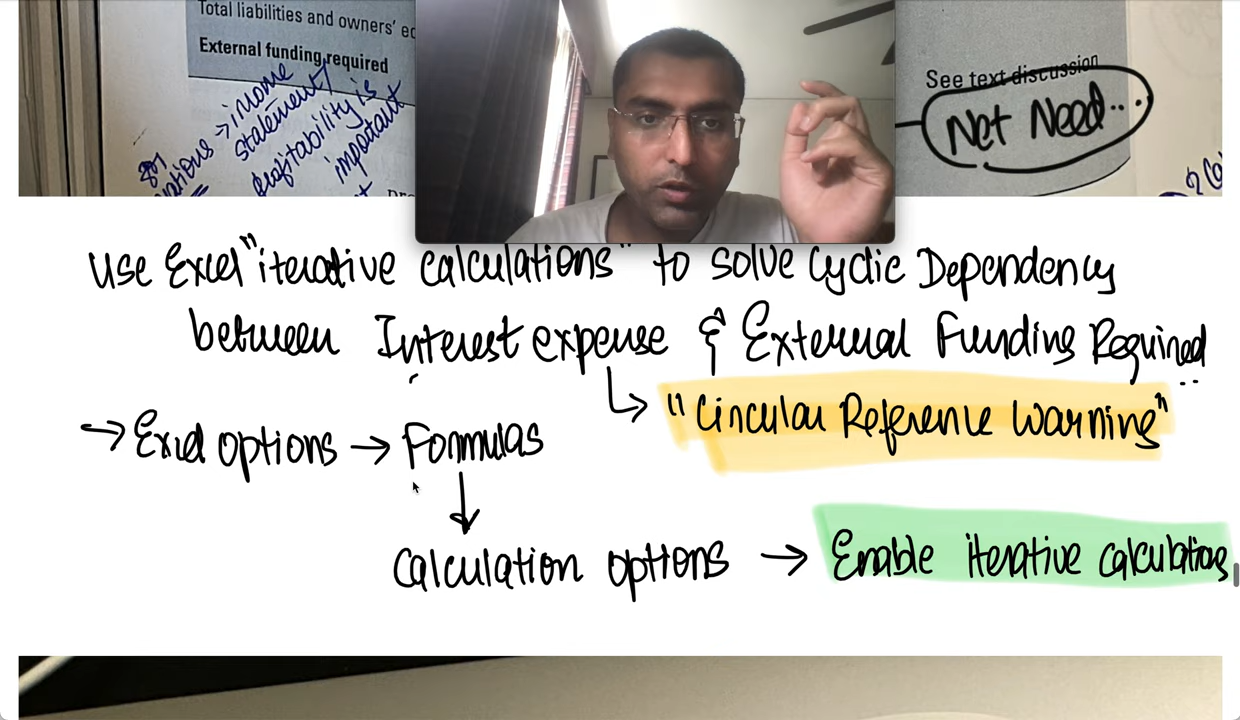 Total liabilities and owners' eq
External funding required
See text discussion
Net Need...
→ income
statement/
profitability is
important
Use Excel "iterative calculations" to solve Cyclic Dependency
between Interest expense & External Funding Required
↳ "Circular Reference Warning"
→ Excel options → Formulas
Calculation options → Enable iterative calculations